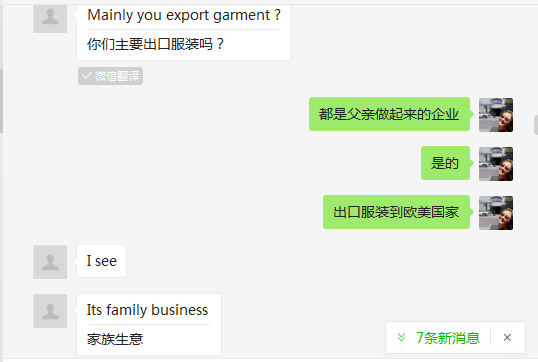 Mainly you export garment ?
你们主要出口服装吗？
微信翻译
都是父亲做起来的企业
是的
出口服装到欧美国家
I see
Its family business
家族生意
7条新消息